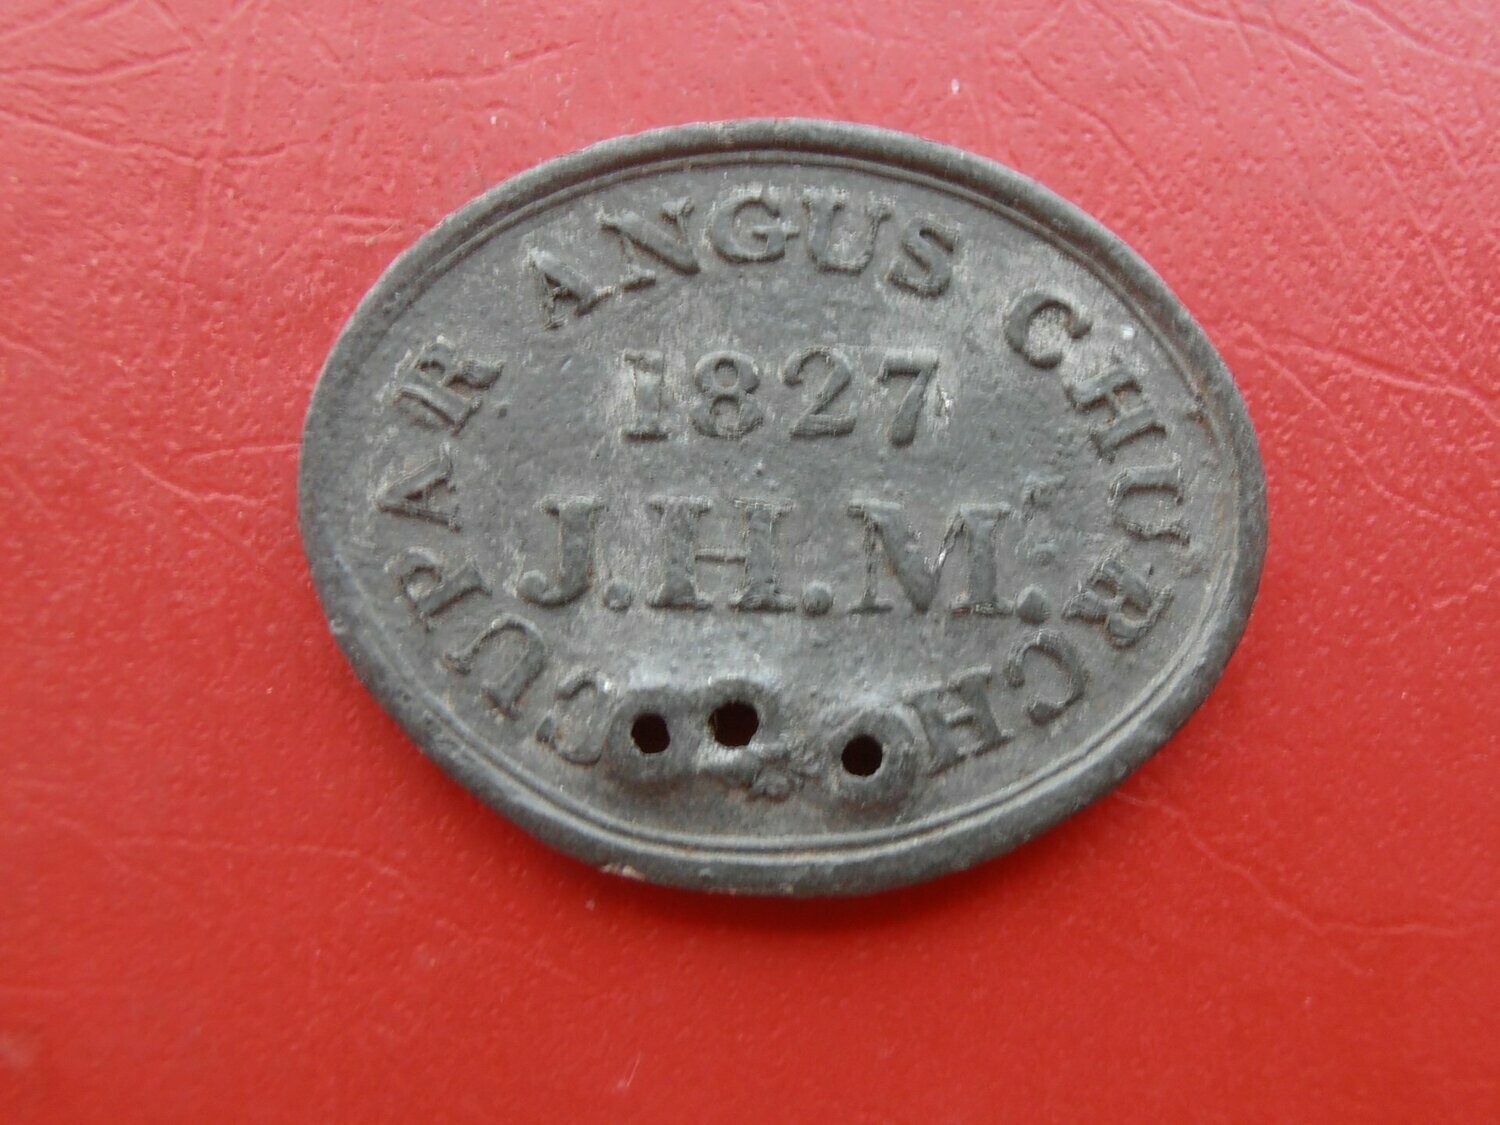 CUPAR ANGUS CHURCH
1827
J.H.M.